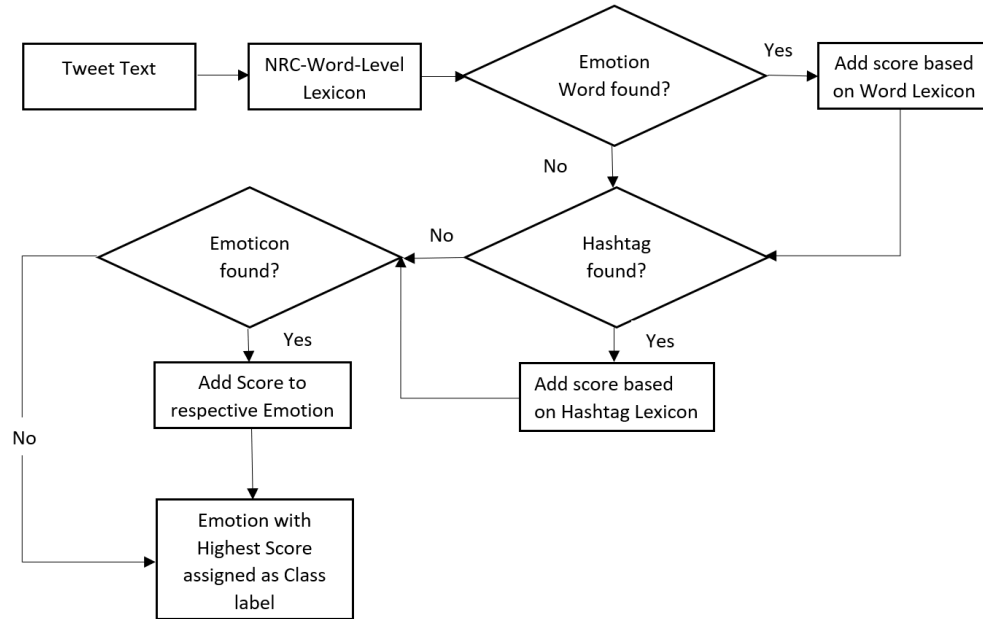 Tweet Text
NRC-Word-Level
Lexicon
Emotion
Word found?
Yes
Add score based
on Word Lexicon
No
Hashtag
found?
No
Emoticon
found?
Yes
Add score based
on Hashtag Lexicon
Yes
Add Score to
respective Emotion
No
Emotion with
Highest Score
assigned as Class
label